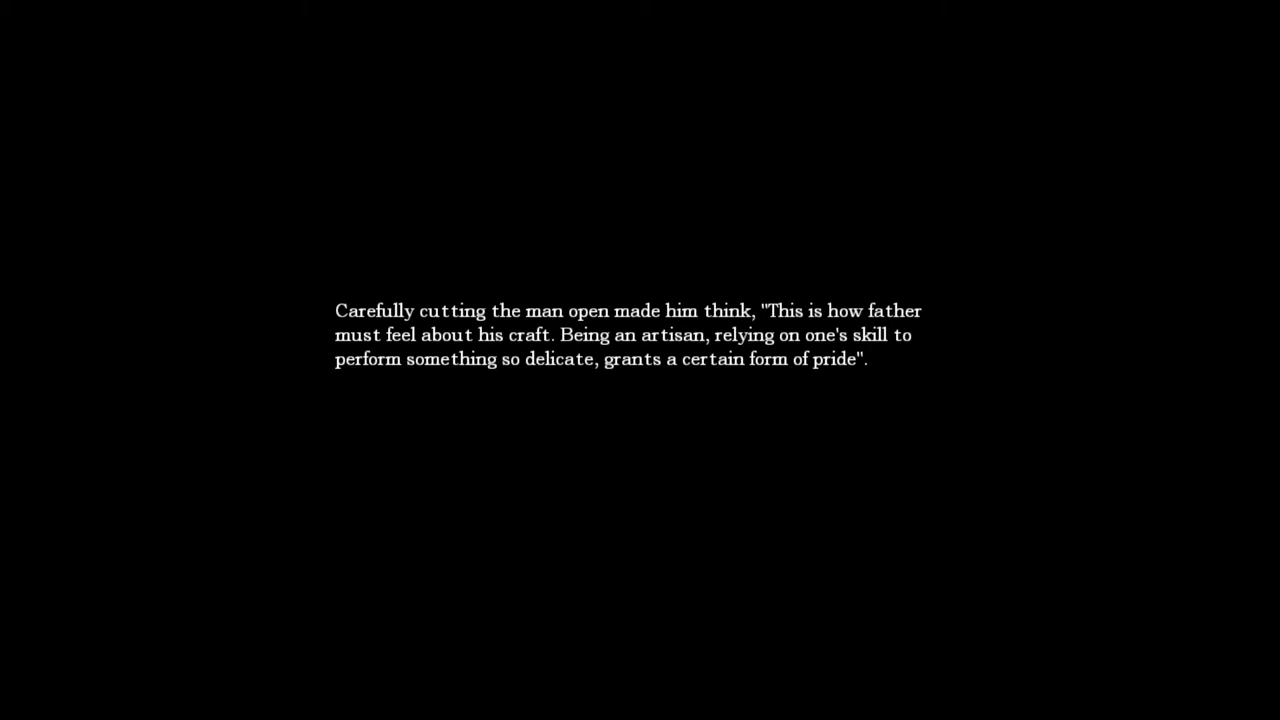 Carefully cutting the man open made him think, "This is how father
must feel about his craft. Being an artisan, relying on one's skill to
perform something so delicate, grants a certain form of pride".